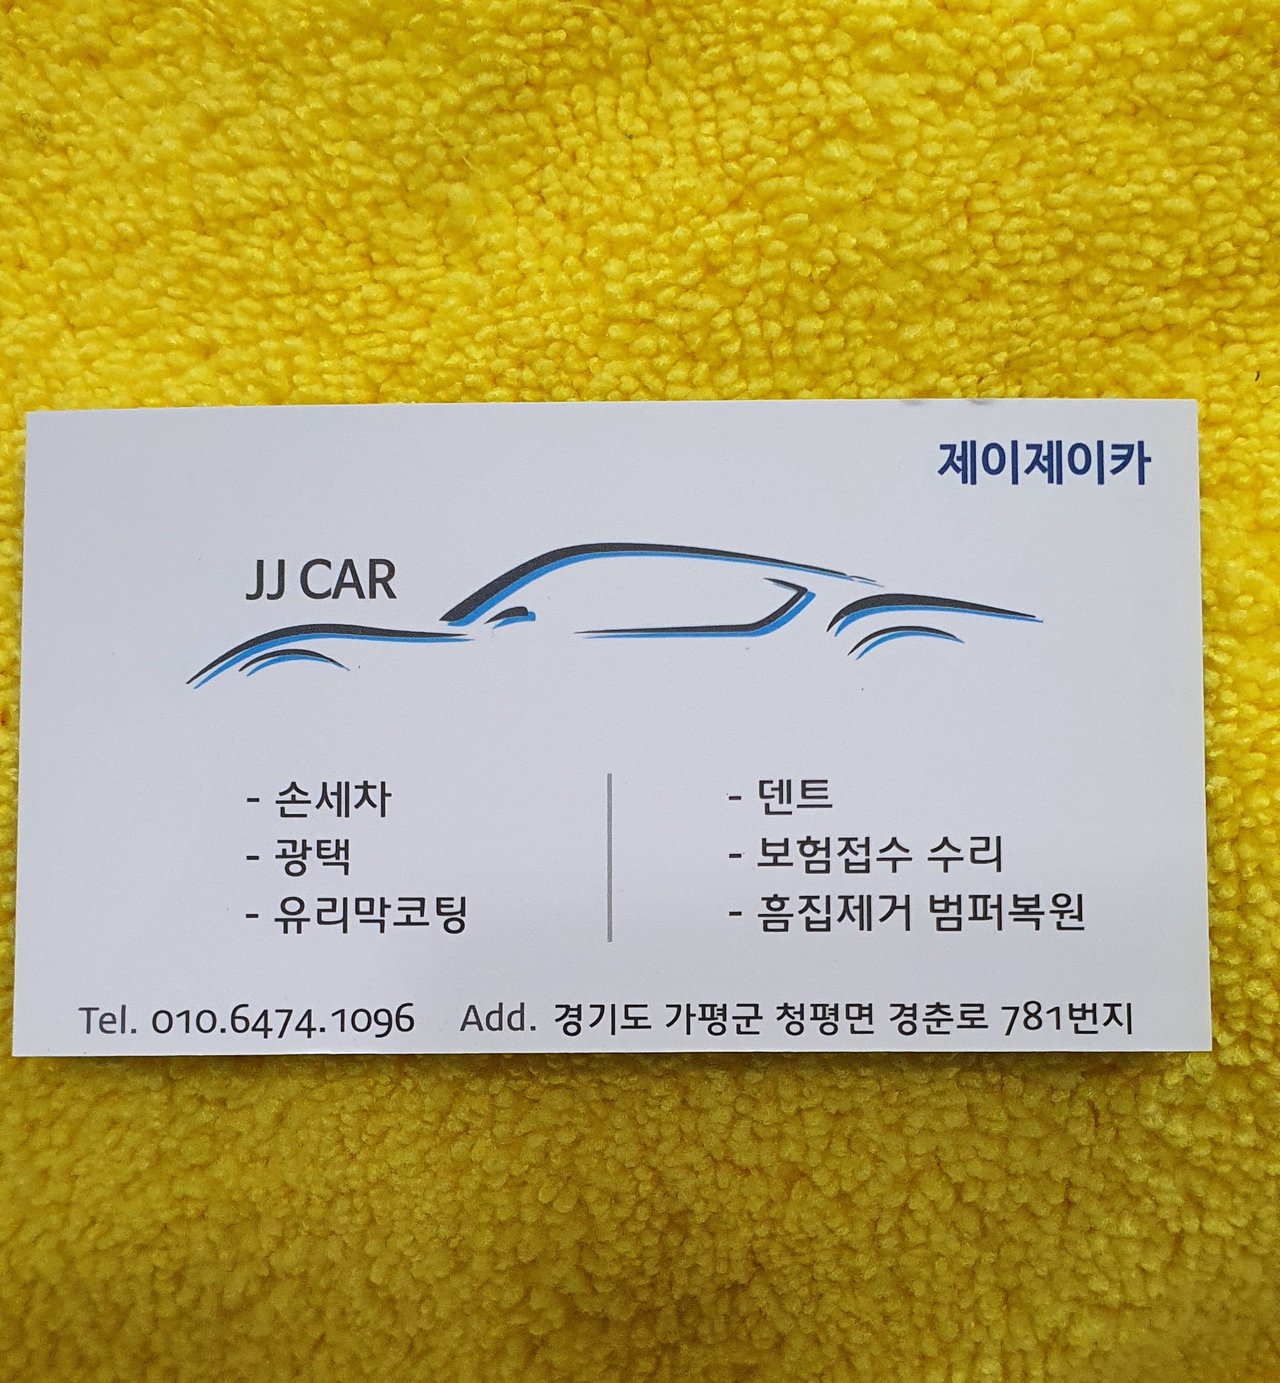 제이제이카
JJ CAR
- 손세차
- 광택
- 유리막코팅
- 덴트
- 보험접수 수리
- 흠집제거 범퍼복원
Tel. 010.6474.1096 Add. 경기도 가평군 청평면 경춘로 781번지